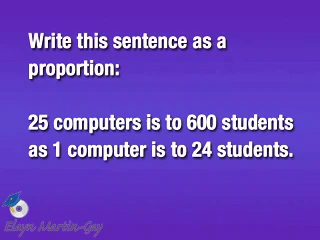 Write this sentence as a
proportion:
25 computers is to 600 students
as 1 computer is to 24 students.
Elayn Martin-Gay